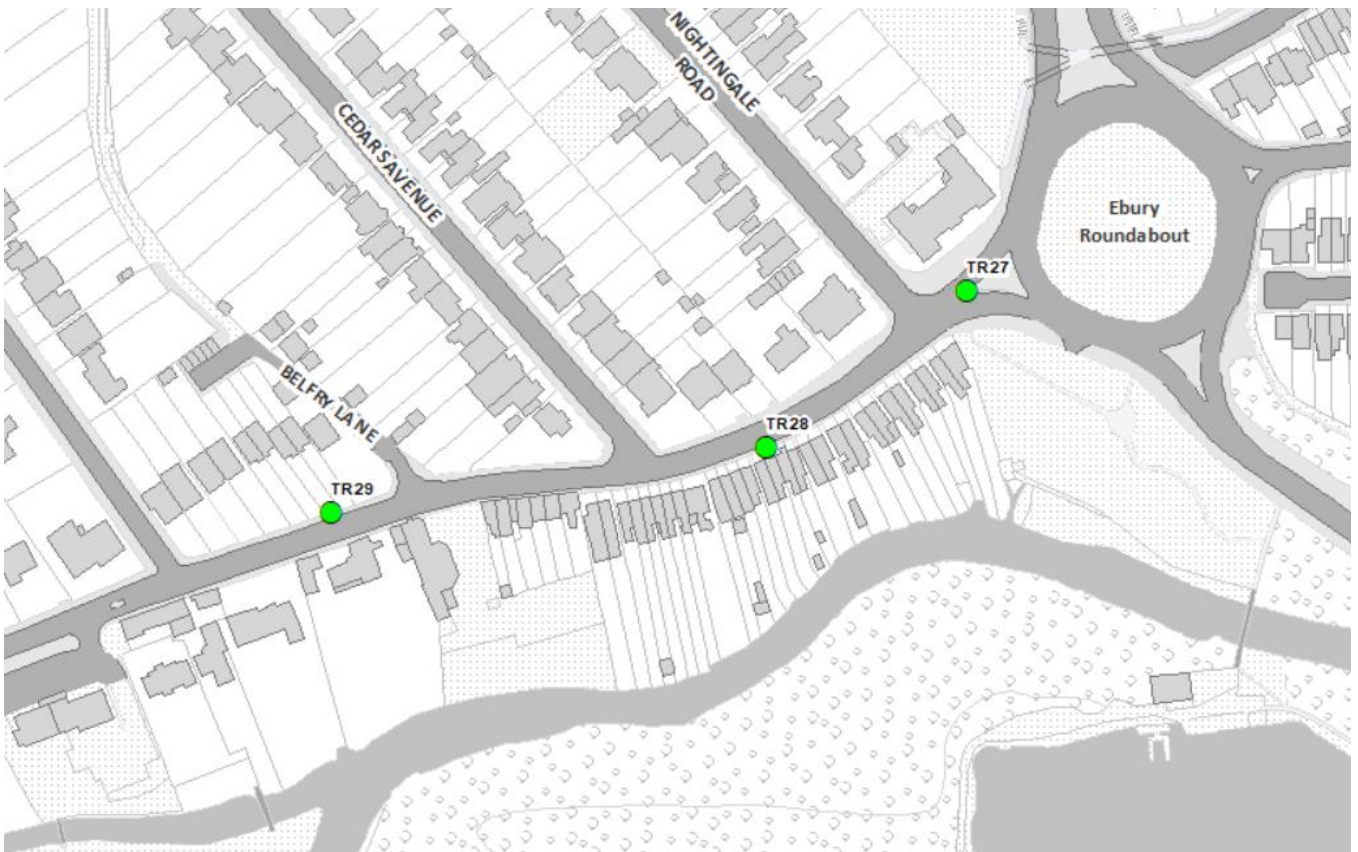 NIGHTINGALE
ROAD
CEDARS AVENUE
Ebury
Roundabout
TR27
BELFRY LANE
TR28
TR29